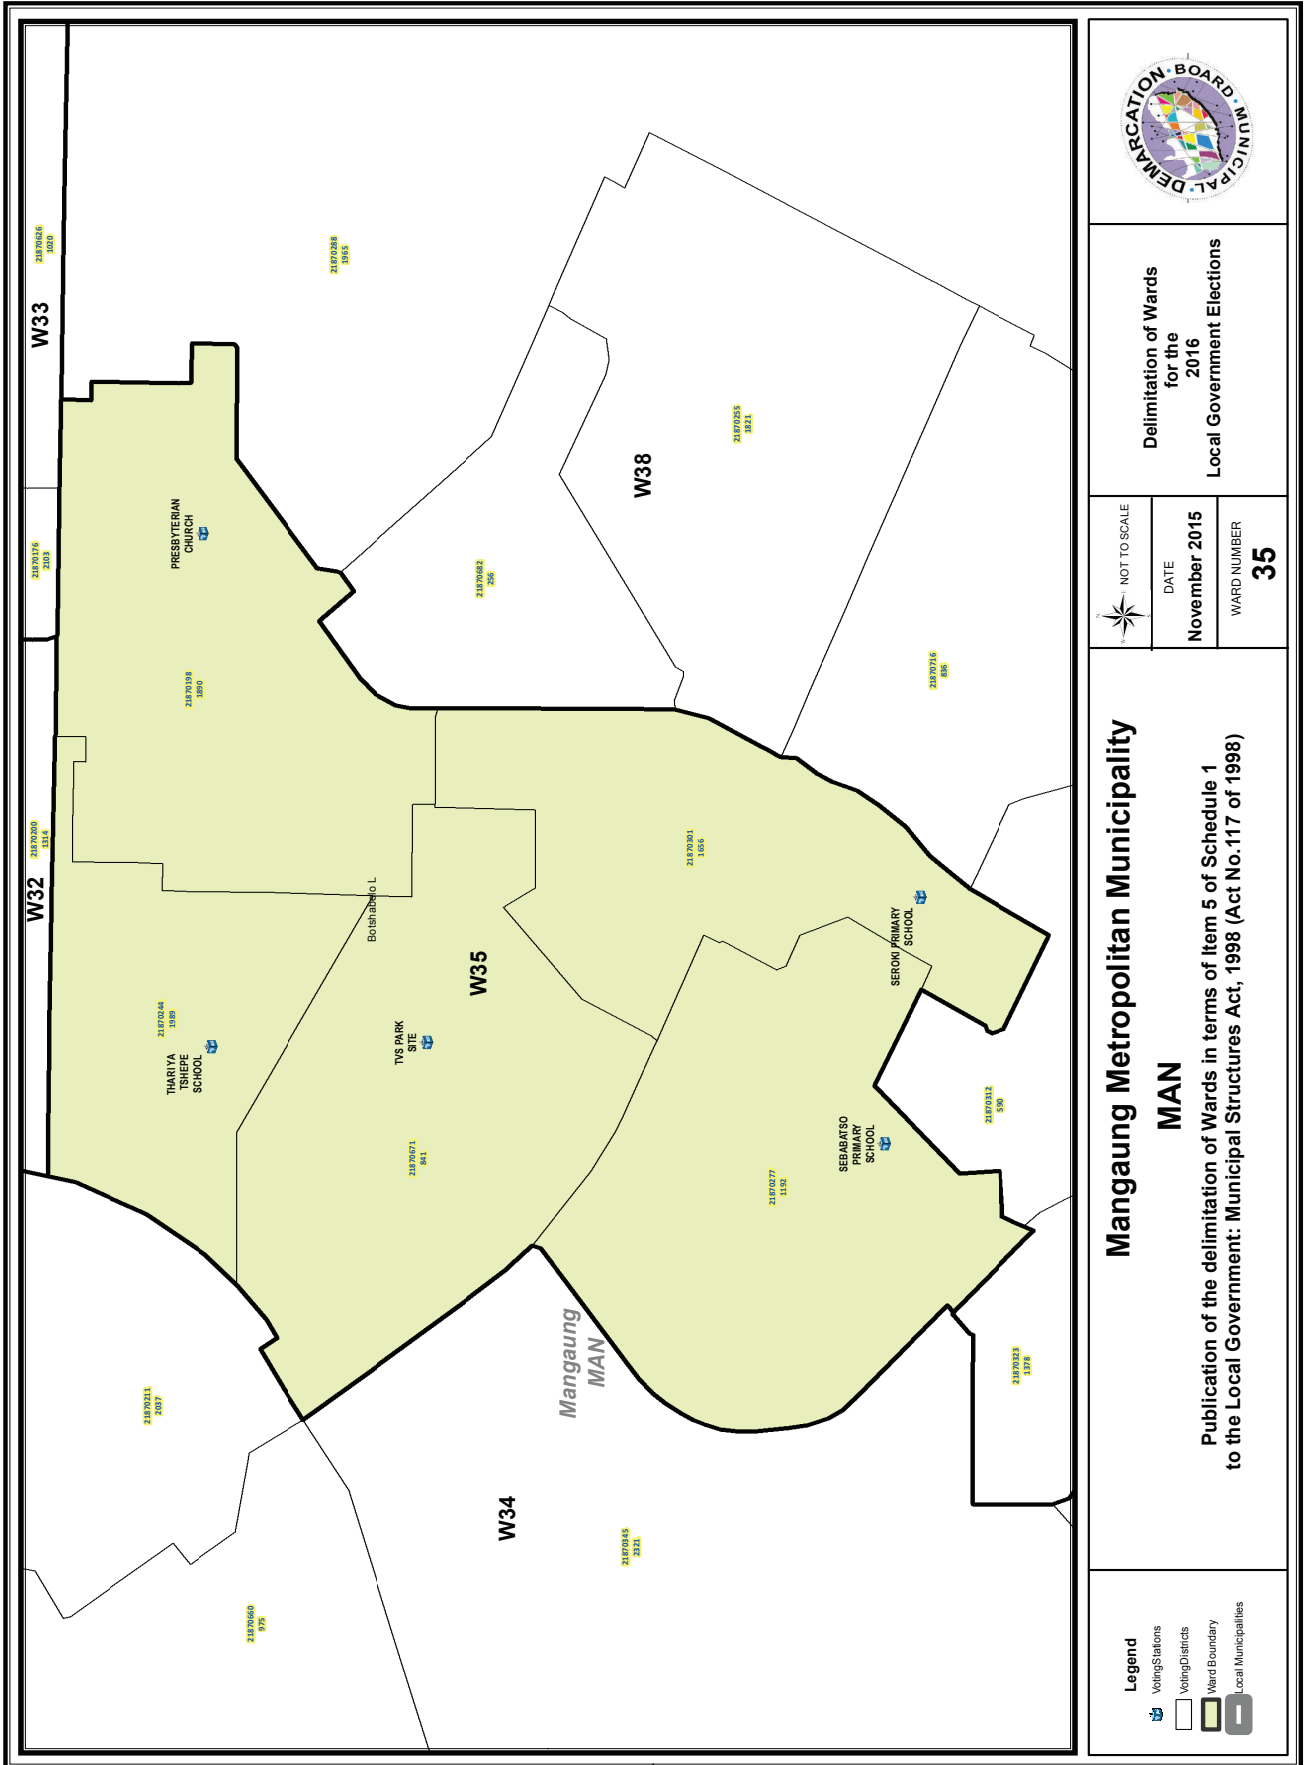 W33
21870626
1020
21870176
2103
W32
21870200
1314
21870288
1965
PRESBYTERIAN
CHURCH
21870198
1890
21870244
1989
THARIYA
TSHEPE
SCHOOL
Botshabelo L
21870682
256
W38
21870255
1821
21870716
836
21870301
1656
SEROKI PRIMARY
SCHOOL
W35
TVS PARK
SITE
21870671
841
SEBABATSO
PRIMARY
SCHOOL
21870277
1192
21870312
590
21870323
1378
Mangaung
MAN
21870211
2037
21870660
975
W34
21870345
2321
Legend
VotingStations
VotingDistricts
Ward Boundary
Local Municipalities
Mangaung Metropolitan Municipality
MAN
Publication of the delimitation of Wards in terms of Item 5 of Schedule 1
to the Local Government: Municipal Structures Act, 1998 (Act No.117 of 1998)
N
W
E
S
NOT TO SCALE
DATE
November 2015
WARD NUMBER
35
Delimitation of Wards
for the
2016
Local Government Elections
MUNICIPAL • DEMARCATION • BOARD •